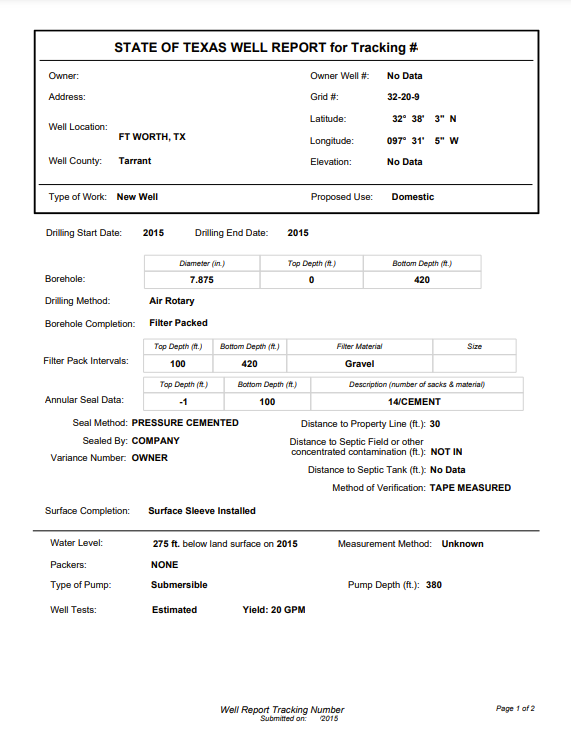 STATE OF TEXAS WELL REPORT for Tracking #
Owner: Owner Well #: No Data
Address: Grid #: 32-20-9
Latitude: 32° 38' 3" N
Well Location:
FT WORTH, TX
Longitude: 097° 31' 5" W
Well County: Tarrant Elevation: No Data
Type of Work: New Well Proposed Use: Domestic
Drilling Start Date: 2015 Drilling End Date: 2015
Diameter (in.) Top Depth (ft.) Bottom Depth (ft.)
Borehole: 7.875 0 420
Drilling Method: Air Rotary
Borehole Completion: Filter Packed
Top Depth (ft.) Bottom Depth (ft.) Filter Material Size
Filter Pack Intervals: 100 420 Gravel
Top Depth (ft.) Bottom Depth (ft.) Description (number of sacks & material)
Annular Seal Data: -1 100 14/CEMENT
Seal Method: PRESSURE CEMENTED Distance to Property Line (ft.): 30
Sealed By: COMPANY Distance to Septic Field or other
concentrated contamination (ft.): NOT IN
Variance Number: OWNER
Distance to Septic Tank (ft.): No Data
Method of Verification: TAPE MEASURED
Surface Completion: Surface Sleeve Installed
Water Level: 275 ft. below land surface on 2015 Measurement Method: Unknown
Packers: NONE
Type of Pump: Submersible Pump Depth (ft.): 380
Well Tests: Estimated Yield: 20 GPM
Well Report Tracking Number
Submitted on: /2015
Page 1 of 2